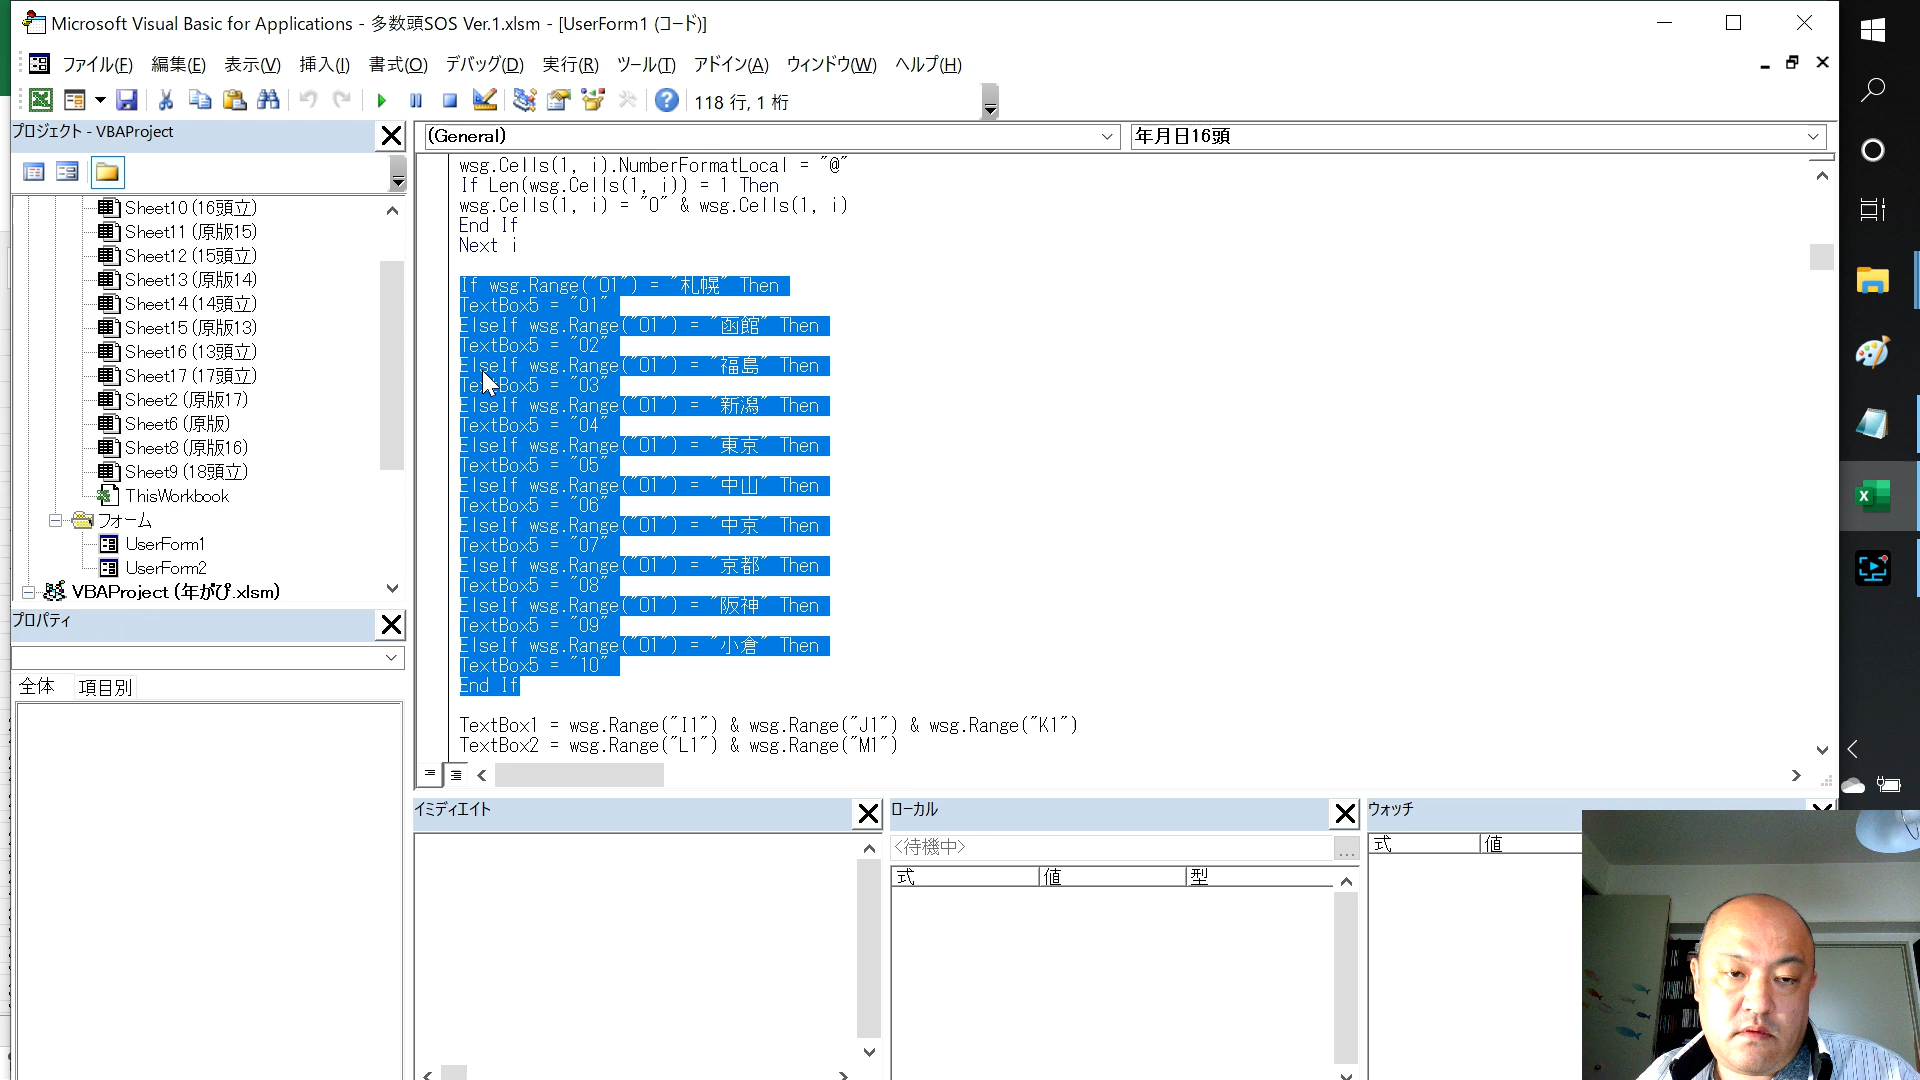 Microsoft Visual Basic for Applications - 多数頭SOS Ver.1.xlsm - [UserForm1 (コード)]
ファイル(F) 編集(E) 表示(V) 挿入(I) 書式(O) デバッグ(D) 実行(R) ツール(T) アドイン(A) ウィンドウ(W) ヘルプ(H)
118 行, 1 桁
プロジェクト - VBAProject
(General)
年月日16頭
Sheet10 (16頭立)
Sheet11 (原版15)
Sheet12 (15頭立)
Sheet13 (原版14)
Sheet14 (14頭立)
Sheet15 (原版13)
Sheet16 (13頭立)
Sheet17 (17頭立)
Sheet2 (原版17)
Sheet6 (原版)
Sheet8 (原版16)
Sheet9 (18頭立)
ThisWorkbook
フォーム
UserForm1
UserForm2
VBAProject (年がぴ.xlsm)
プロパティ
全体 項目別
wsg.Cells(1, i).NumberFormatLocal = "@"
If Len(wsg.Cells(1, i)) = 1 Then
wsg.Cells(1, i) = "0" & wsg.Cells(1, i)
End If
Next i
If wsg.Range("O1") = "札幌" Then
TextBox5 = "01"
ElseIf wsg.Range("O1") = "函館" Then
TextBox5 = "02"
ElseIf wsg.Range("O1") = "福島" Then
TextBox5 = "03"
ElseIf wsg.Range("O1") = "新潟" Then
TextBox5 = "04"
ElseIf wsg.Range("O1") = "東京" Then
TextBox5 = "05"
ElseIf wsg.Range("O1") = "中山" Then
TextBox5 = "06"
ElseIf wsg.Range("O1") = "中京" Then
TextBox5 = "07"
ElseIf wsg.Range("O1") = "京都" Then
TextBox5 = "08"
ElseIf wsg.Range("O1") = "阪神" Then
TextBox5 = "09"
ElseIf wsg.Range("O1") = "小倉" Then
TextBox5 = "10"
End If
TextBox1 = wsg.Range("I1") & wsg.Range("J1") & wsg.Range("K1")
TextBox2 = wsg.Range("L1") & wsg.Range("M1")
イミディエイト
ローカル
<待機中>
...
式 値 型
ウォッチ
式 値